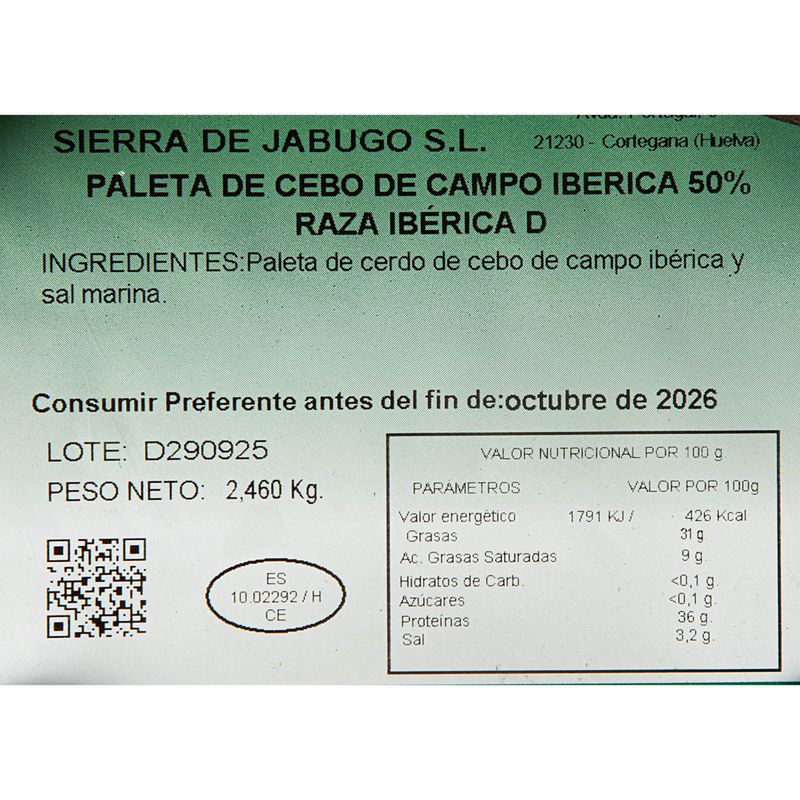 SIERRA DE JABUGO S.L.
21230 - Cortegana (Huelva)
PALETA DE CEBO DE CAMPO IBERICA 50%
RAZA IBÉRICA D
INGREDIENTES:Paleta de cerdo de cebo de campo ibérica y
sal marina.
Consumir Preferente antes del fin de:octubre de 2026
LOTE: D290925
PESO NETO: 2,460 Kg.
ES
10.02292 / H
CE
VALOR NUTRICIONAL POR 100 g
PARÁMETROS VALOR POR 100g
Valor energético 1791 KJ / 426 Kcal
Grasas 31 g
Ac. Grasas Saturadas 9 g.
Hidratos de Carb. <0,1 g.
Azúcares <0,1 g.
Proteínas 36 g.
Sal 3,2 g.